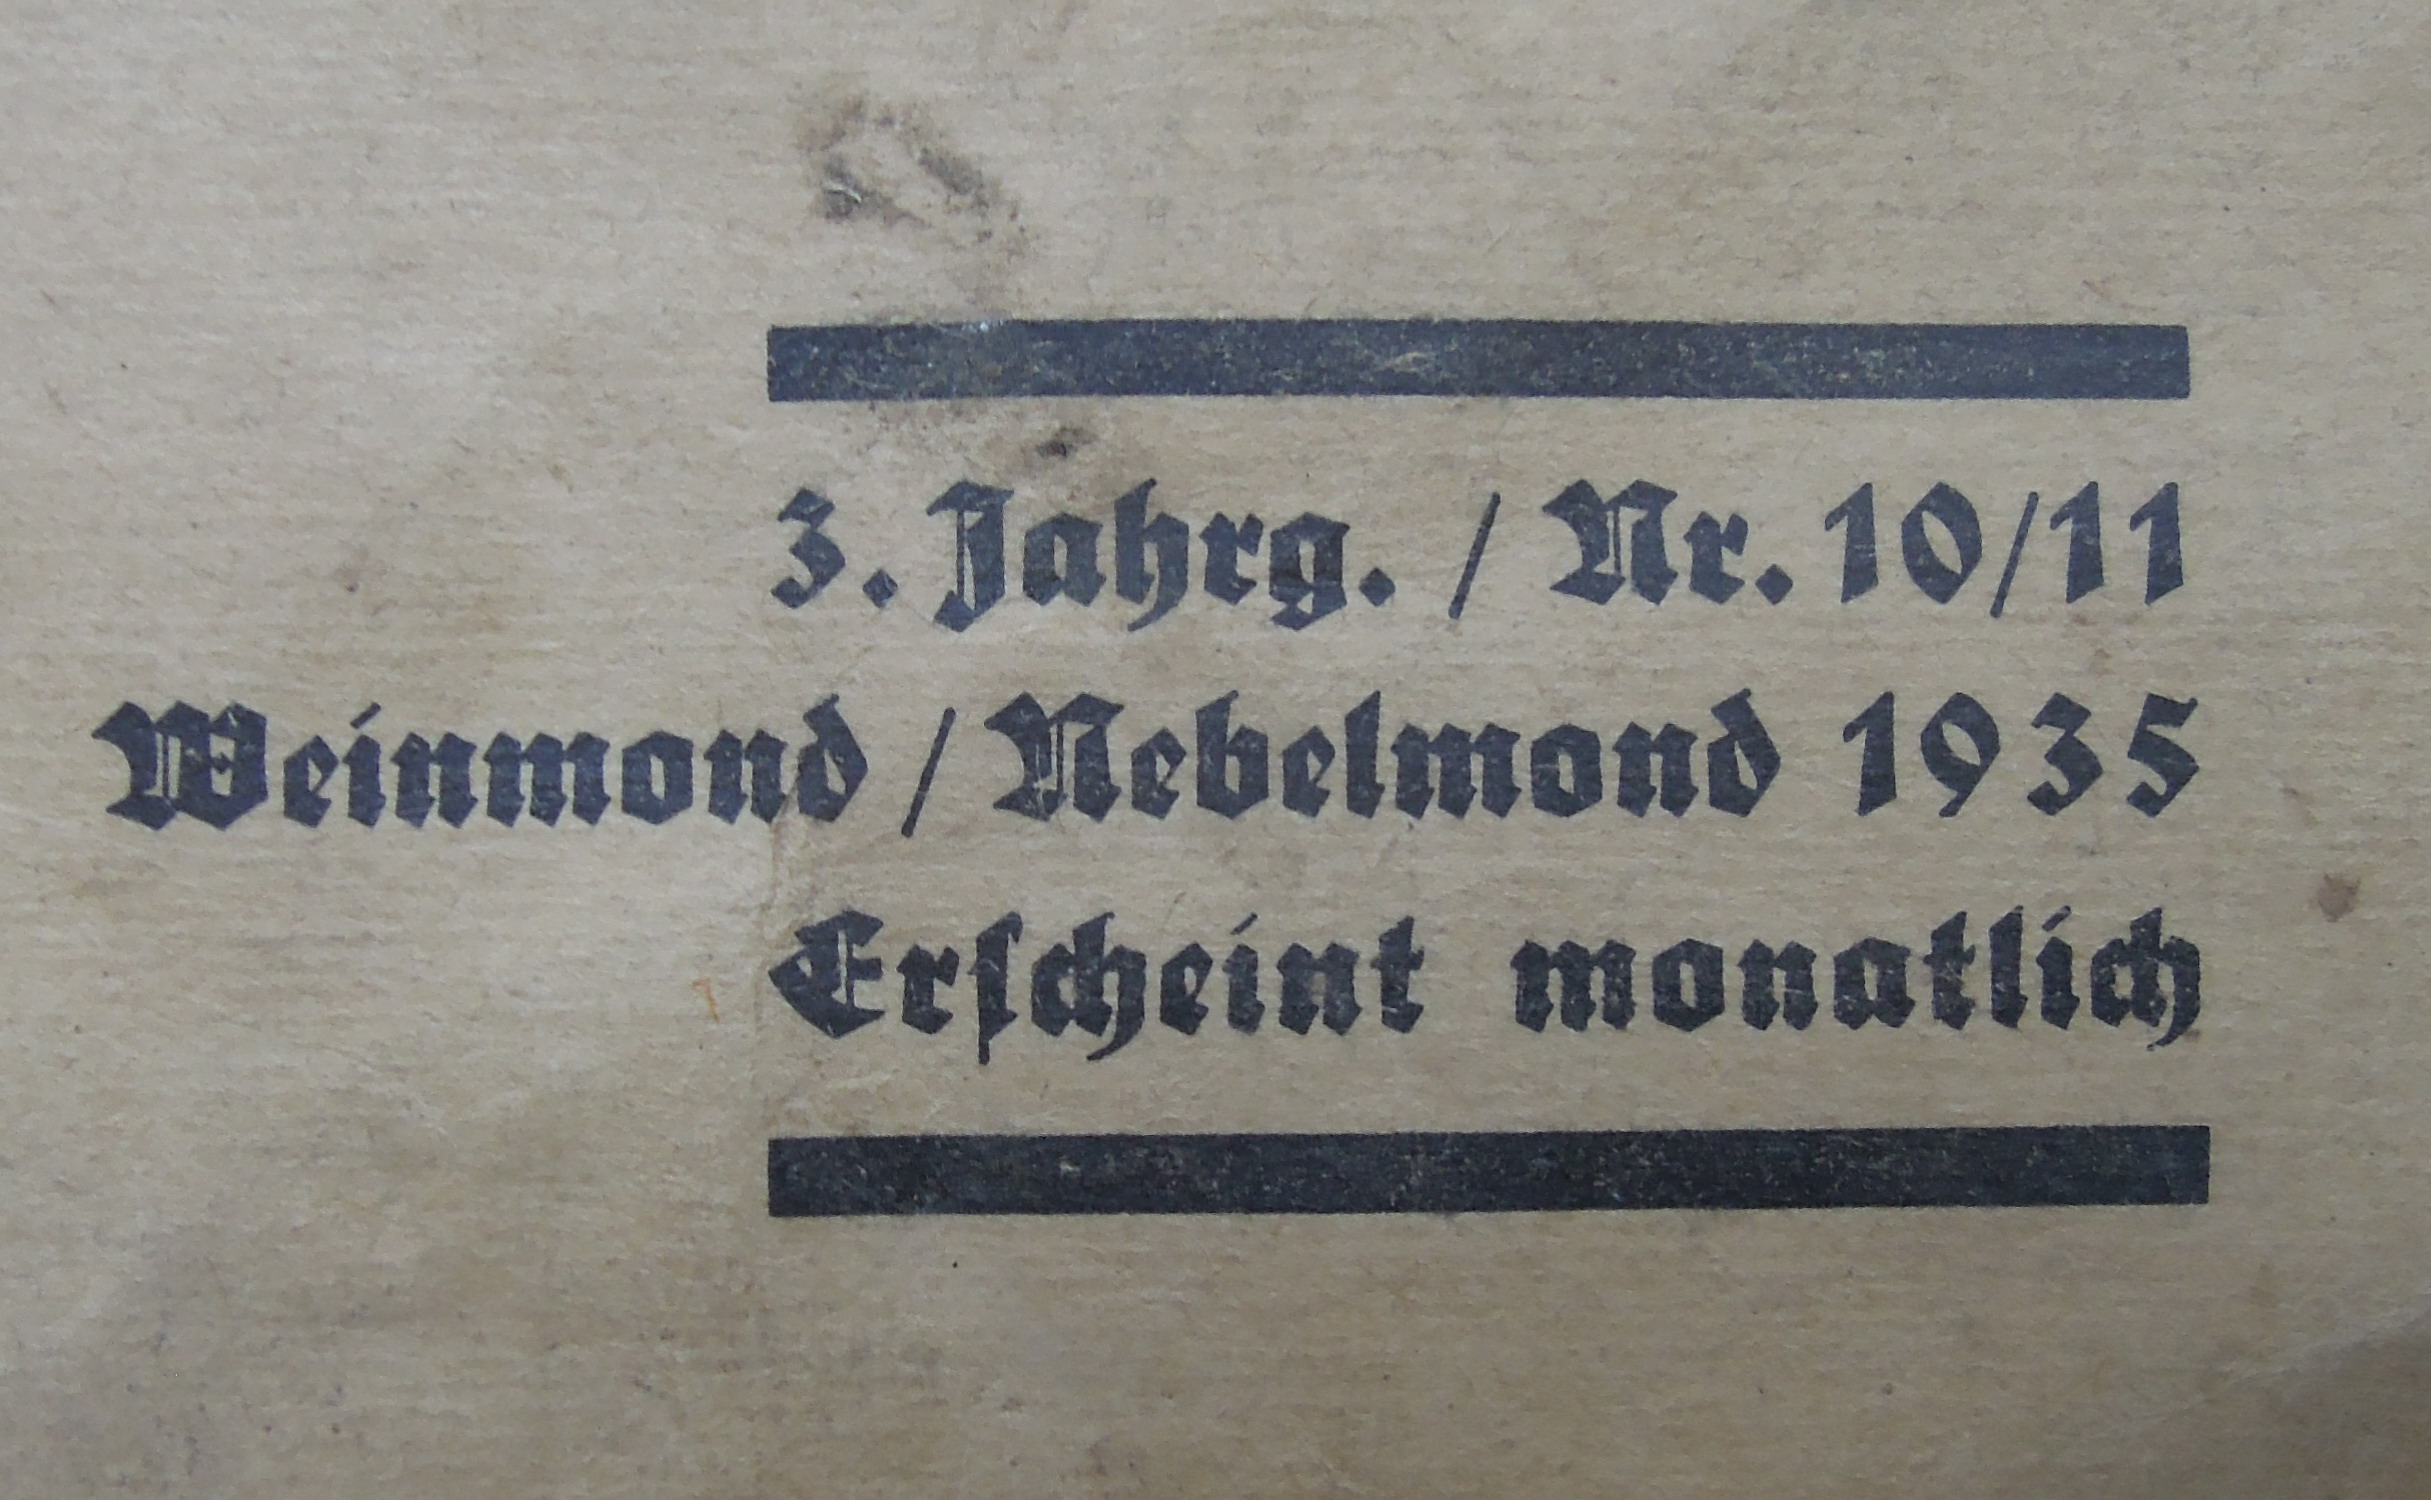 3. Jahrg. / Nr. 10/11
Weinmond / Nebelmond 1935
Erscheint monatlich